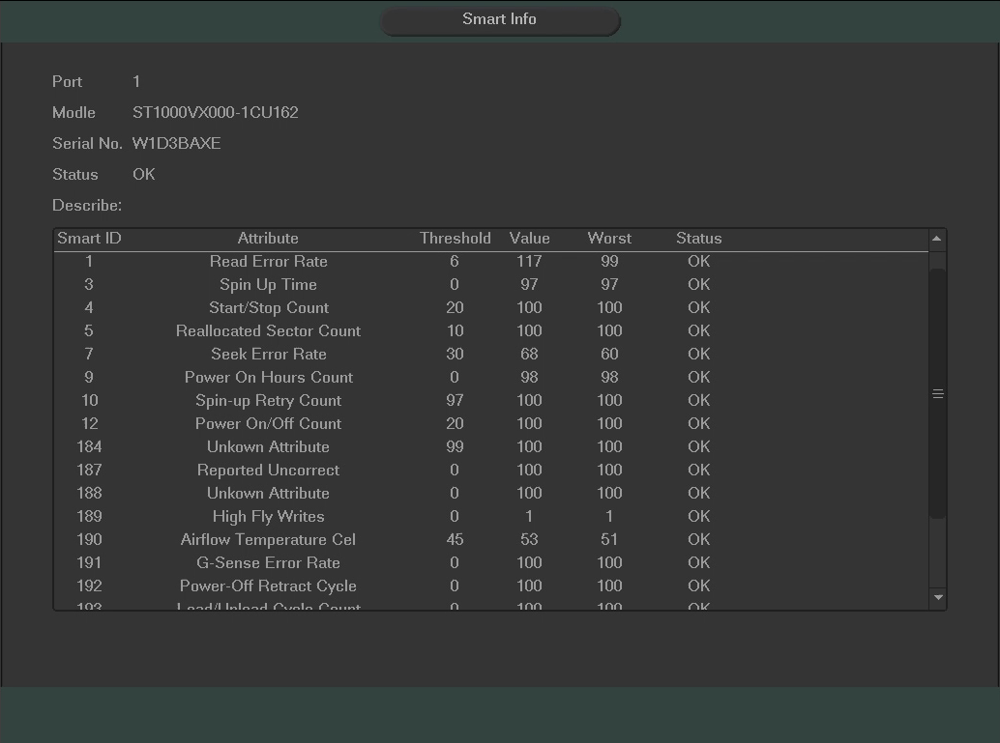 Smart Info
Port 1
Modle ST1000VX000-1CU162
Serial No. W1D3BAXE
Status OK
Describe:
Smart ID Attribute Threshold Value Worst Status
1 Read Error Rate 6 117 99 OK
3 Spin Up Time 0 97 97 OK
4 Start/Stop Count 20 100 100 OK
5 Reallocated Sector Count 10 100 100 OK
7 Seek Error Rate 30 68 60 OK
9 Power On Hours Count 0 98 98 OK
10 Spin-up Retry Count 97 100 100 OK
12 Power On/Off Count 20 100 100 OK
184 Unkown Attribute 99 100 100 OK
187 Reported Uncorrect 0 100 100 OK
188 Unkown Attribute 0 100 100 OK
189 High Fly Writes 0 1 1 OK
190 Airflow Temperature Cel 45 53 51 OK
191 G-Sense Error Rate 0 100 100 OK
192 Power-Off Retract Cycle 0 100 100 OK
193 Load/Unload Cycle Count 0 100 100 OK